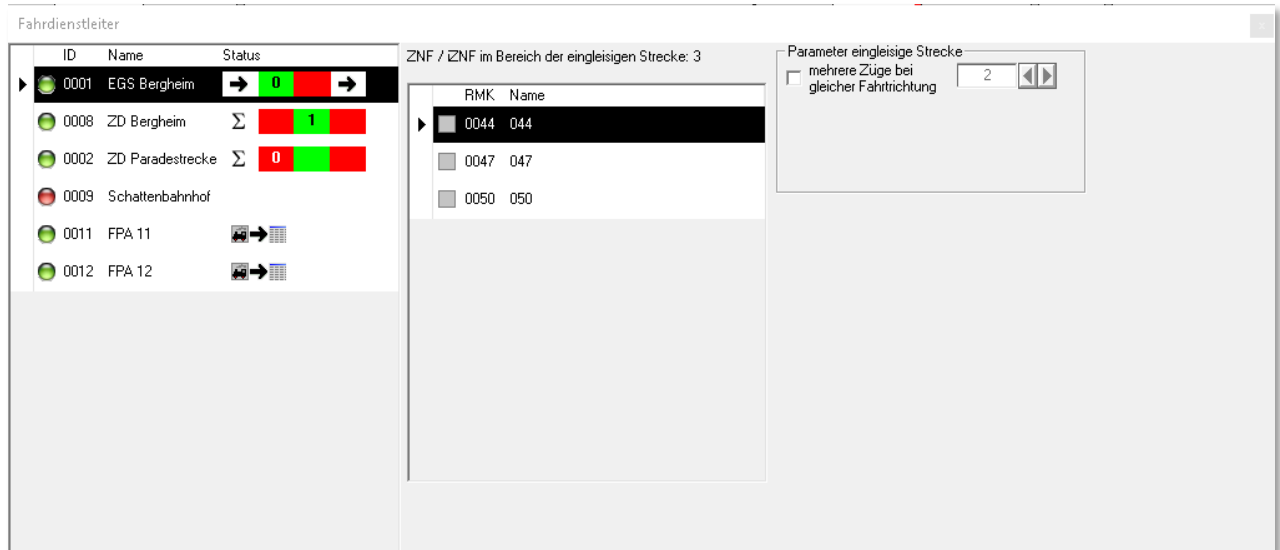 Fahrdienstleiter
x
ID Name Status
0001 EGS Bergheim 0
0008 ZD Bergheim Σ 1
0002 ZD Paradestrecke Σ 0
0009 Schattenbahnhof
0011 FPA 11
0012 FPA 12
ZNF / iZNF im Bereich der eingleisigen Strecke: 3
RMK Name
0044 044
0047 047
0050 050
Parameter eingleisige Strecke
mehrere Züge bei
gleicher Fahrtrichtung
2